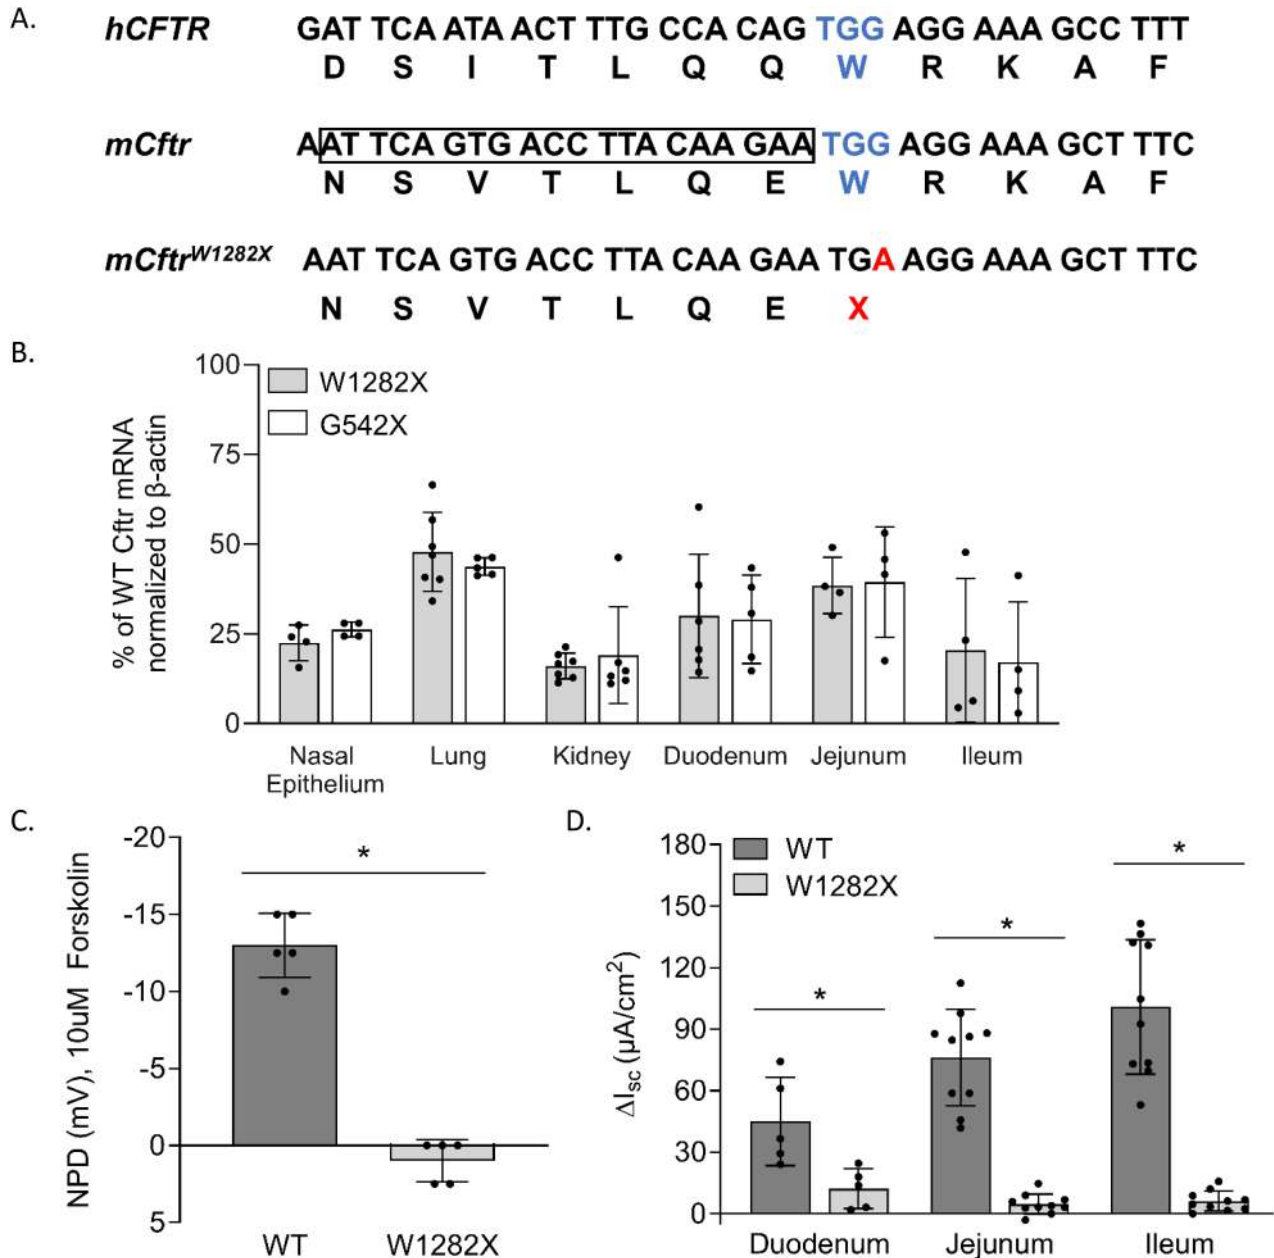 A.
hCFTR GAT TCA ATA ACT TTG CCA CAG TGG AGG AAA GCC TTT
D S I T L Q Q W R K A F
mCftr AAT TCA GTG ACC TTA CAA GAA TGG AGG AAA GCT TTC
N S V T L Q E W R K A F
mCftrW1282X AAT TCA GTG ACC TTA CAA GAA TGA AGG AAA GCT TTC
N S V T L Q E X
B.
% of WT Cftr mRNA
normalized to β-actin
100
75
50
25
0
W1282X
G542X
Nasal Epithelium Lung Kidney Duodenum Jejunum Ileum
C.
NPD (mV), 10uM Forskolin
-20
-15
-10
-5
0
5
*
WT W1282X
D.
ΔIsc (µA/cm²)
180
150
120
90
60
30
0
WT
W1282X
*
*
*
Duodenum Jejunum Ileum